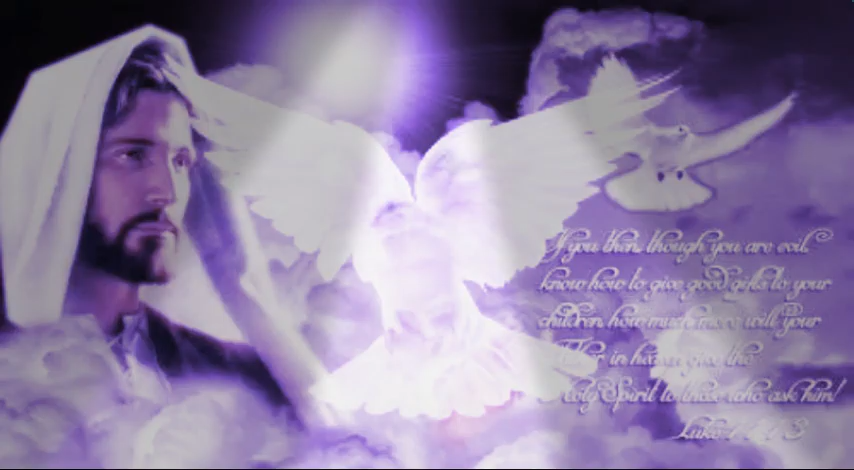 If you then, though you are evil,
know how to give good gifts to your
children, how much more will your
in heaven give the
Holy Spirit to those who ask him!
Luke